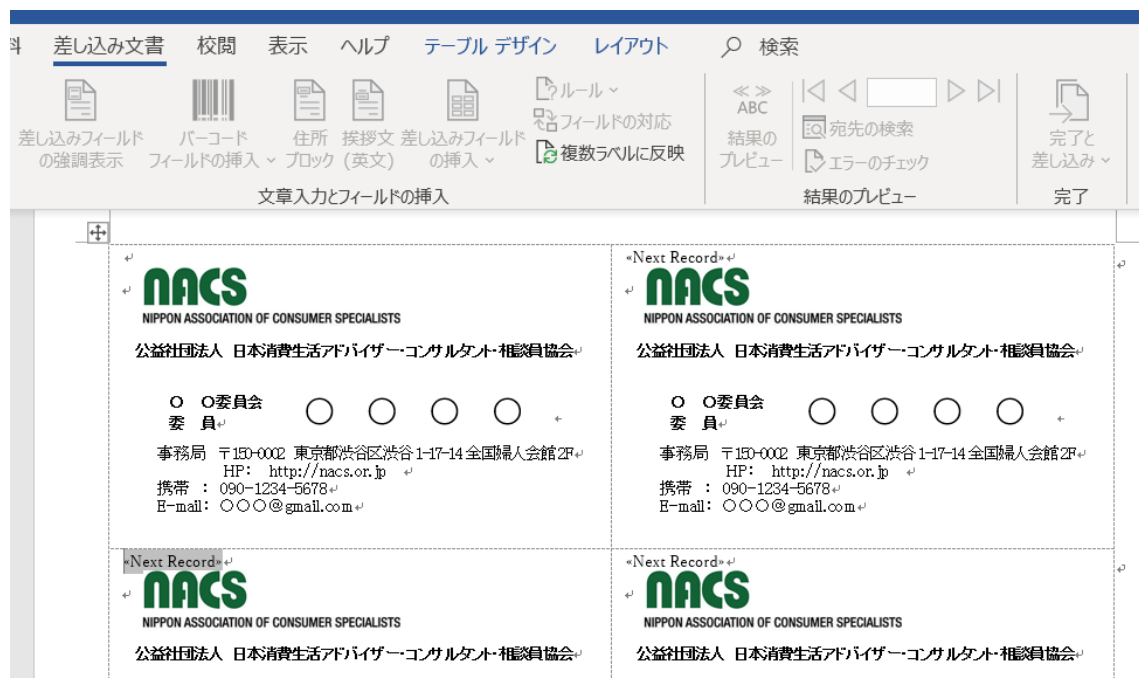 料 差し込み文書 校閲 表示 ヘルプ テーブル デザイン レイアウト 検索
差し込みフィールドの強調表示
バーコード フィールドの挿入
住所 ブロック
挨拶文 (英文)
差し込みフィールドの挿入
ルール
フィールドの対応
複数ラベルに反映
文章入力とフィールドの挿入
ABC
結果の プレビュー
宛先の検索
エラーのチェック
結果のプレビュー
完了と 差し込み
完了
nacs
NIPPON ASSOCIATION OF CONSUMER SPECIALISTS
公益社団法人 日本消費生活アドバイザー・コンサルタント・相談員協会
○ ○委員会
委 員
○ ○ ○ ○
事務局 〒150-0002 東京都渋谷区渋谷1-17-14全国婦人会館2F
HP: http://nacs.or.jp
携帯 : 090-1234-5678
E-mail: ○○○@gmail.com
«Next Record»
nacs
NIPPON ASSOCIATION OF CONSUMER SPECIALISTS
公益社団法人 日本消費生活アドバイザー・コンサルタント・相談員協会
○ ○委員会
委 員
○ ○ ○ ○
事務局 〒150-0002 東京都渋谷区渋谷1-17-14全国婦人会館2F
HP: http://nacs.or.jp
携帯 : 090-1234-5678
E-mail: ○○○@gmail.com
«Next Record»
nacs
NIPPON ASSOCIATION OF CONSUMER SPECIALISTS
公益社団法人 日本消費生活アドバイザー・コンサルタント・相談員協会
«Next Record»
nacs
NIPPON ASSOCIATION OF CONSUMER SPECIALISTS
公益社団法人 日本消費生活アドバイザー・コンサルタント・相談員協会